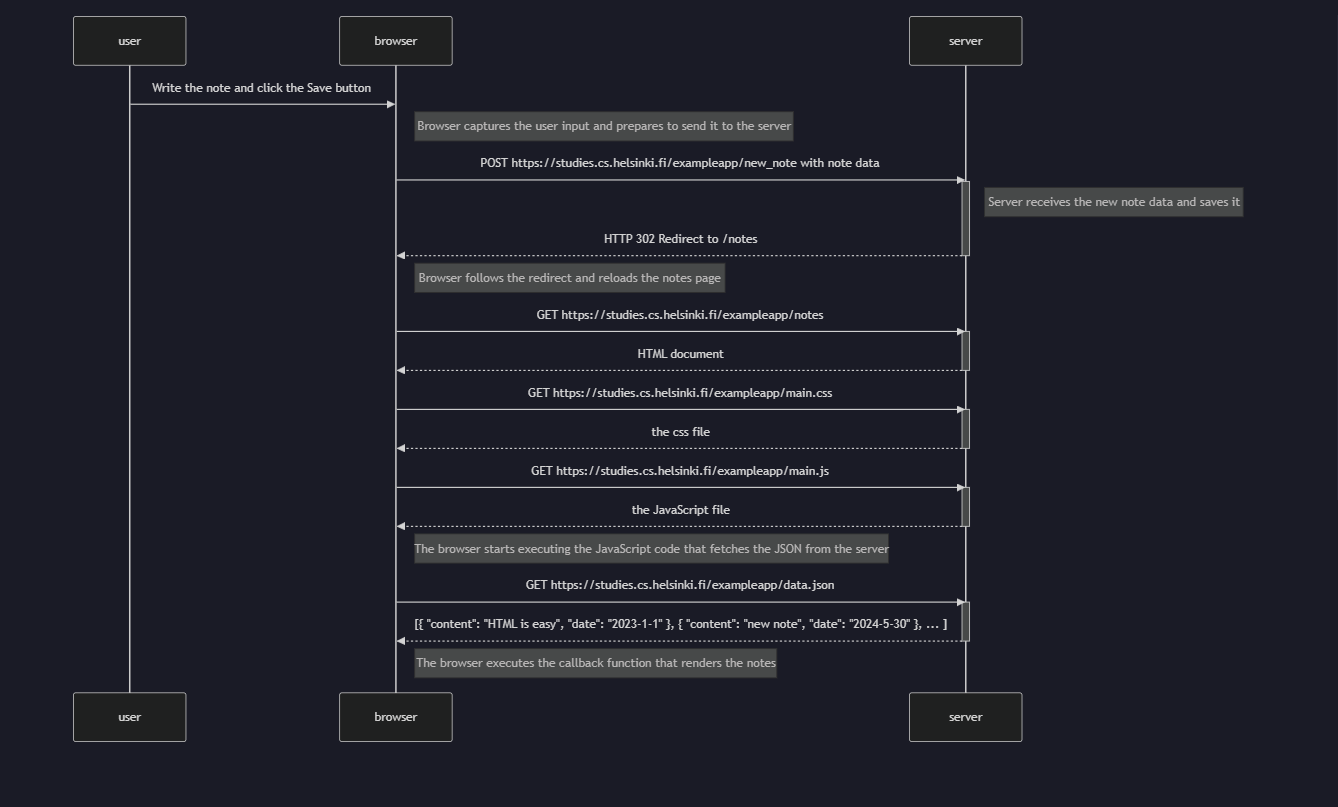 user
browser
server
Write the note and click the Save button
Browser captures the user input and prepares to send it to the server
POST https://studies.cs.helsinki.fi/exampleapp/new_note with note data
Server receives the new note data and saves it
HTTP 302 Redirect to /notes
Browser follows the redirect and reloads the notes page
GET https://studies.cs.helsinki.fi/exampleapp/notes
HTML document
GET https://studies.cs.helsinki.fi/exampleapp/main.css
the css file
GET https://studies.cs.helsinki.fi/exampleapp/main.js
the JavaScript file
The browser starts executing the JavaScript code that fetches the JSON from the server
GET https://studies.cs.helsinki.fi/exampleapp/data.json
[{ "content": "HTML is easy", "date": "2023-1-1" }, { "content": "new note", "date": "2024-5-30" }, ... ]
The browser executes the callback function that renders the notes
user
browser
server